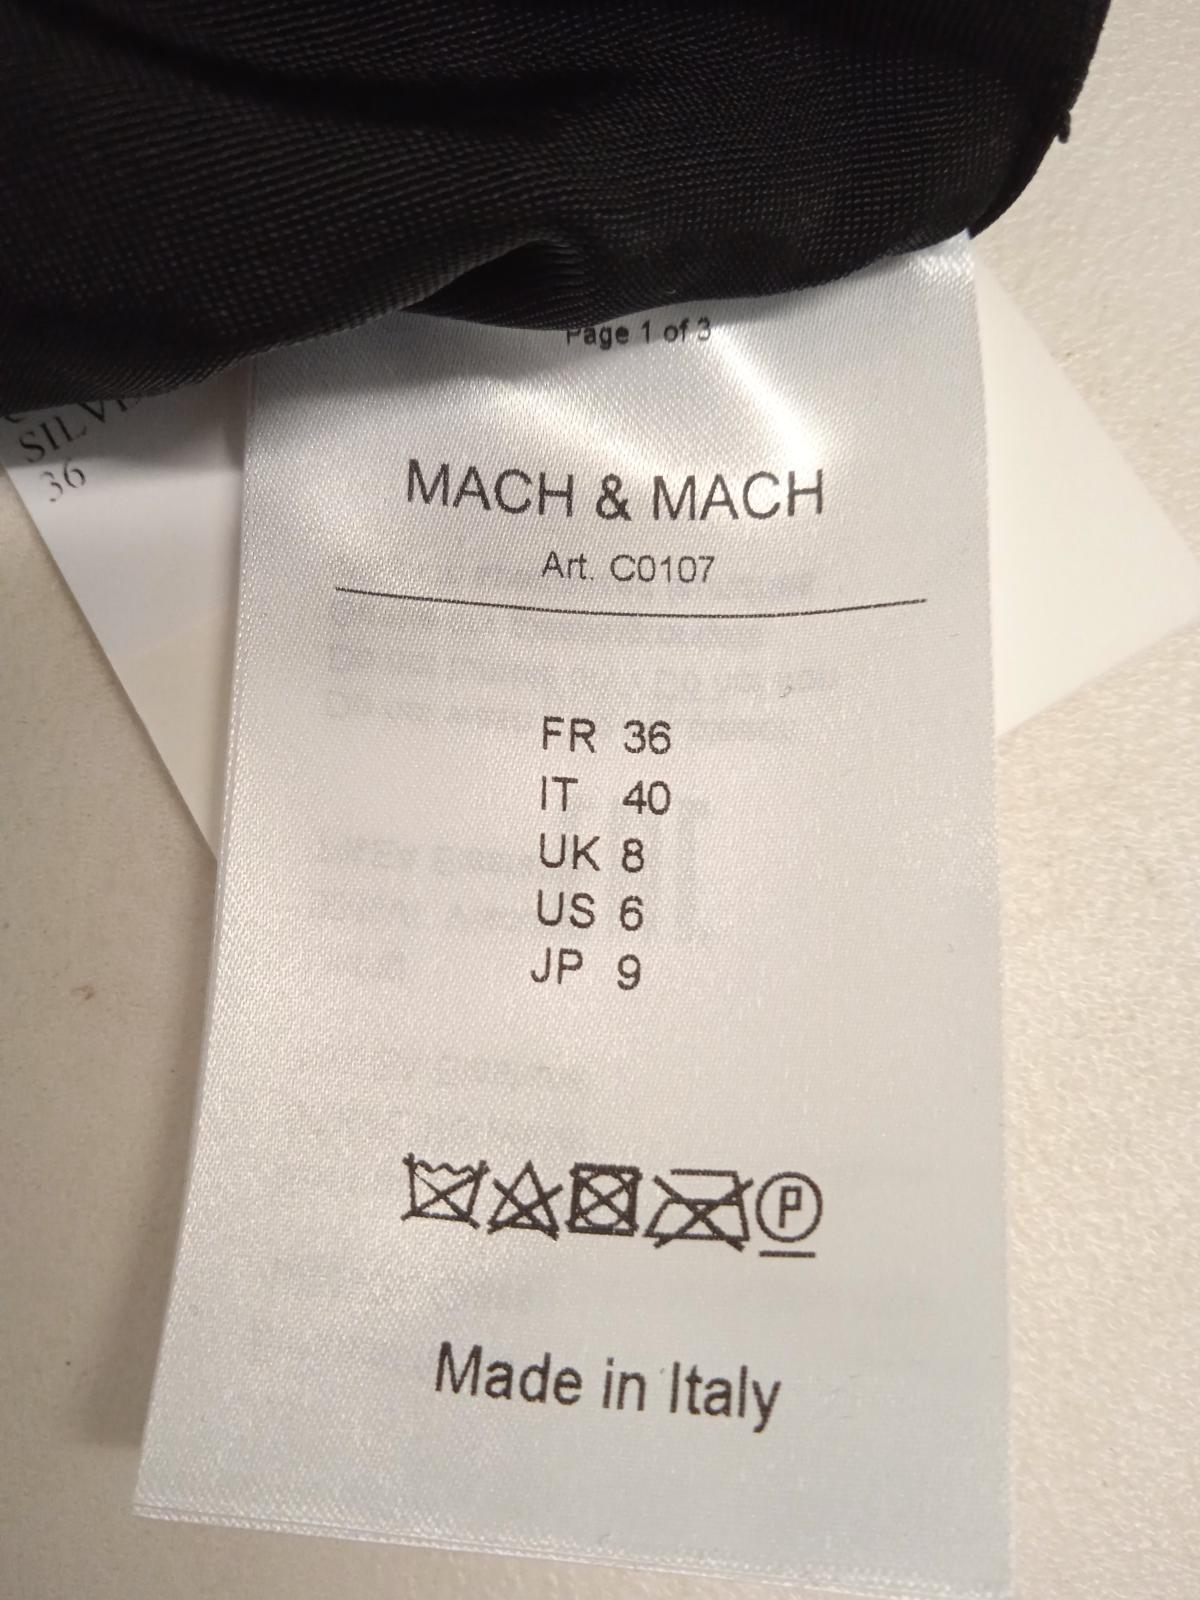 Page 1 of 3
SILV
36
MACH & MACH
Art. C0107
FR 36
IT 40
UK 8
US 6
JP 9
P
Made in Italy